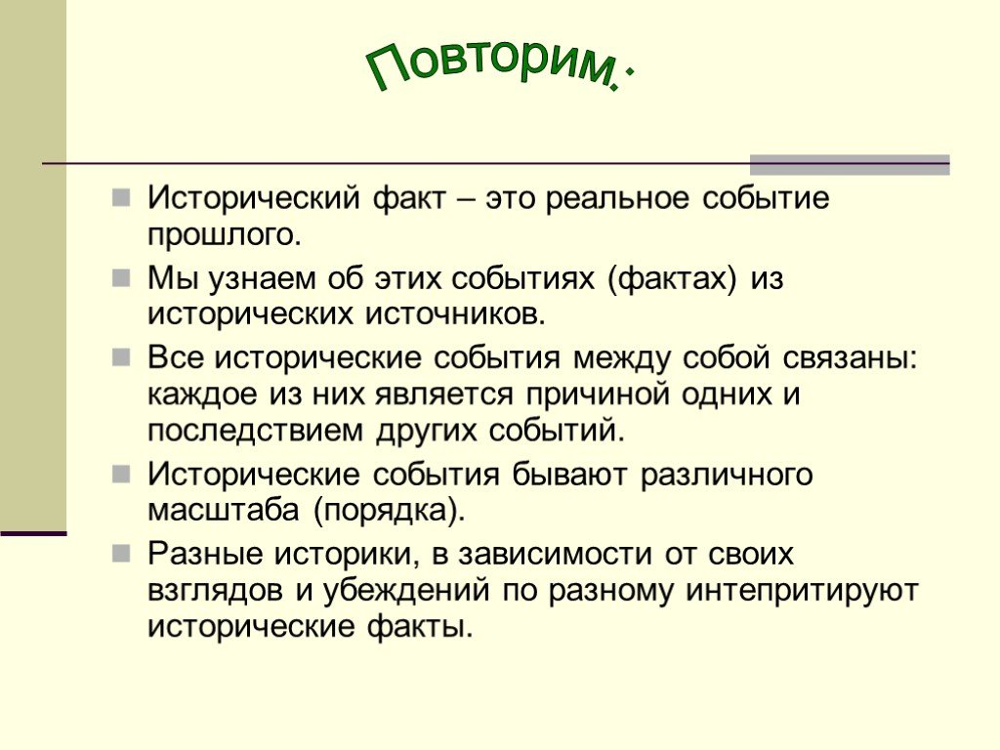 Повторим:
Исторический факт – это реальное событие
прошлого.
Мы узнаем об этих событиях (фактах) из
исторических источников.
Все исторические события между собой связаны:
каждое из них является причиной одних и
последствием других событий.
Исторические события бывают различного
масштаба (порядка).
Разные историки, в зависимости от своих
взглядов и убеждений по разному интепритируют
исторические факты.